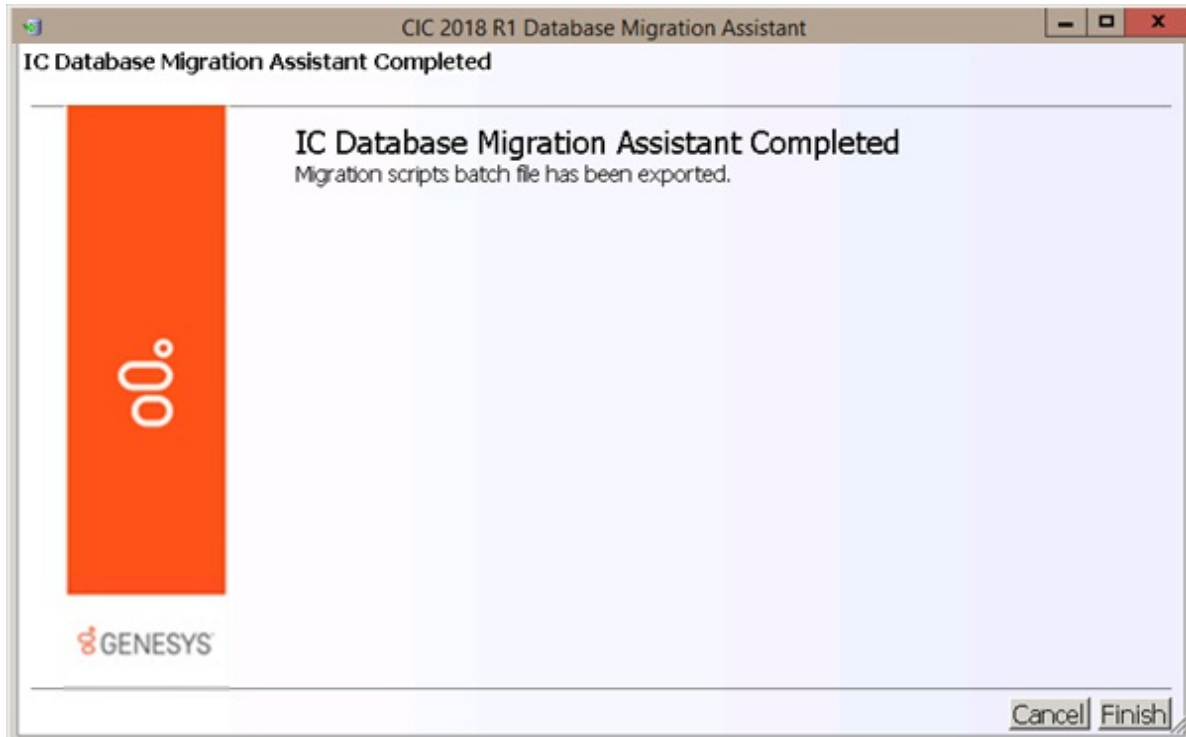 CIC 2018 R1 Database Migration Assistant
IC Database Migration Assistant Completed
IC Database Migration Assistant Completed
Migration scripts batch file has been exported.
GENESYS
Cancel Finish